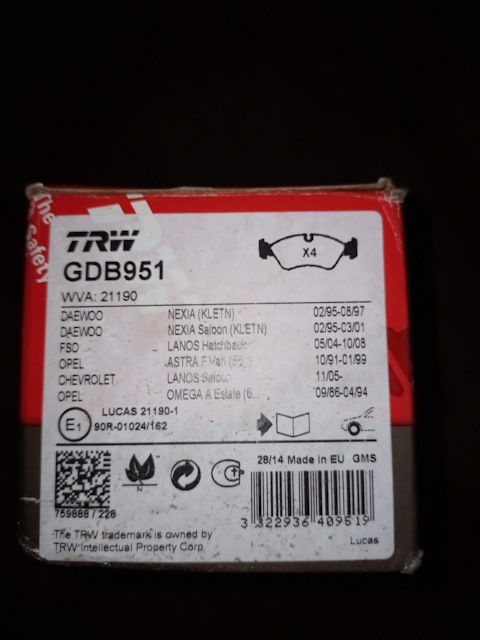 The
Safety
TRW
GDB951
X4
WVA: 21190
DAEWOO NEXIA (KLETN) 02/95-08/97
DAEWOO NEXIA Saloon (KLETN) 02/95-03/01
FSO LANOS Hatchback 05/04-10/08
OPEL ASTRA F Van 10/91-01/99
CHEVROLET LANOS 11/05-
OPEL OMEGA A Estate (6... 09/86-04/94
E1
LUCAS 21190-1
90R-01024/162
N
28/14 Made in EU GMS
759888 / 226
3 322936 409519
The TRW trademark is owned by
TRW Intellectual Property Corp
Lucas